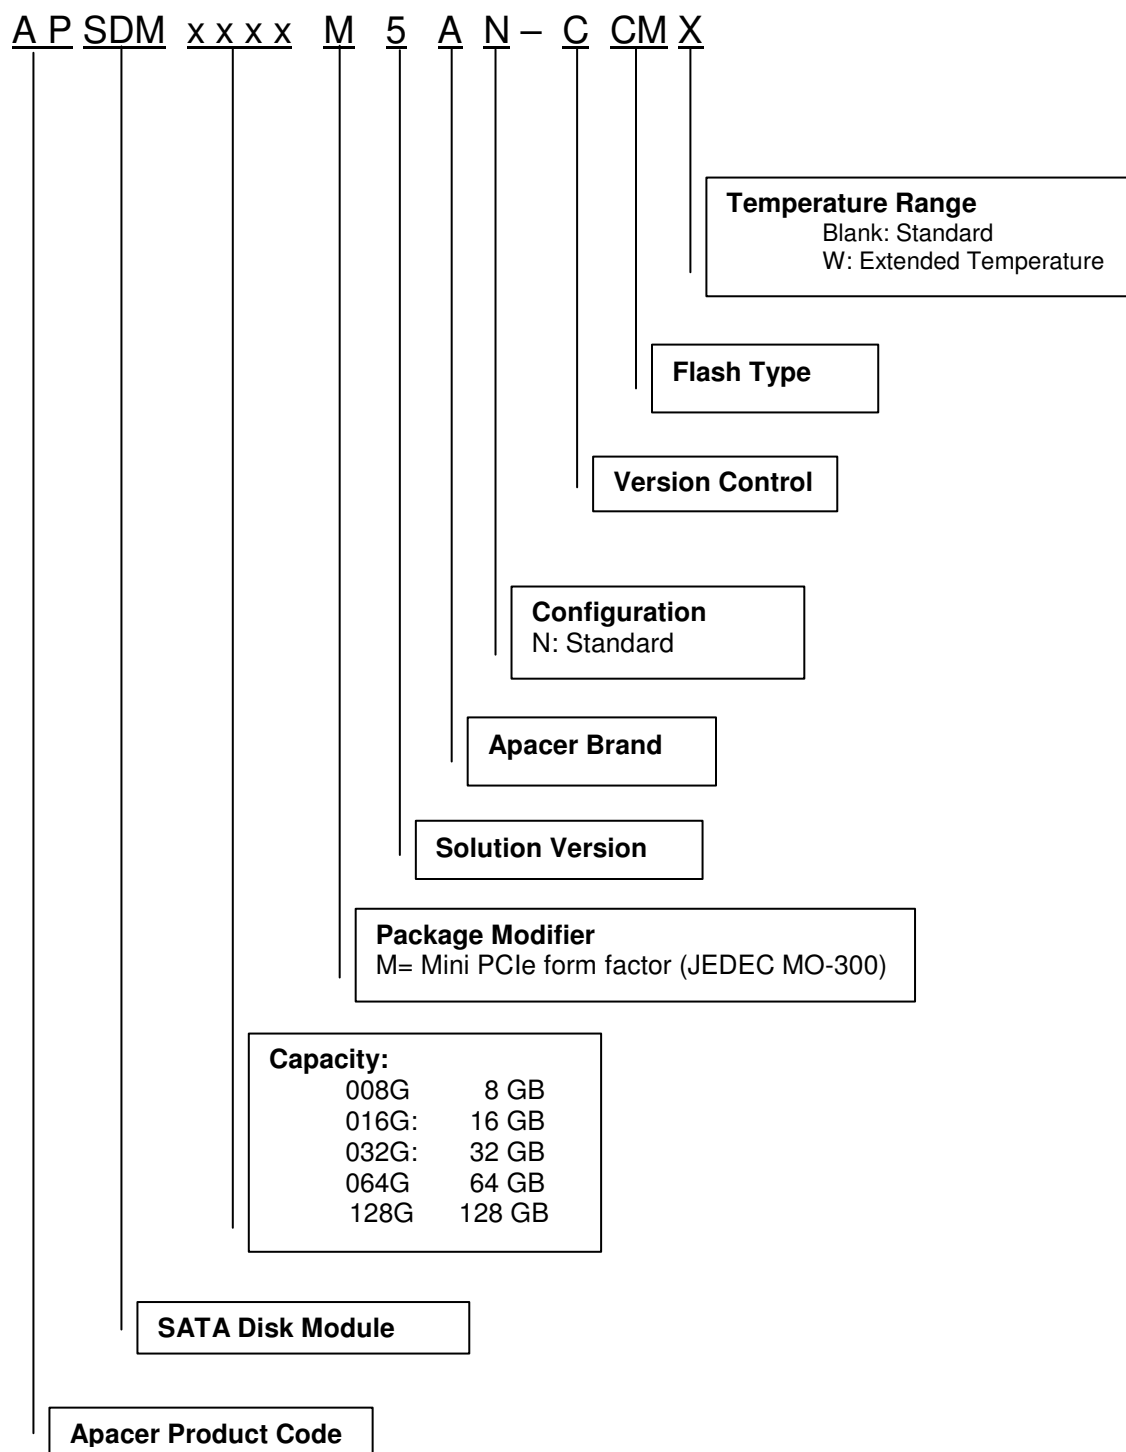 A P SDM x x x x M 5 A N – C CM X
Temperature Range
Blank: Standard
W: Extended Temperature
Flash Type
Version Control
Configuration
N: Standard
Apacer Brand
Solution Version
Package Modifier
M= Mini PCIe form factor (JEDEC MO-300)
Capacity:
008G 8 GB
016G: 16 GB
032G: 32 GB
064G 64 GB
128G 128 GB
SATA Disk Module
Apacer Product Code